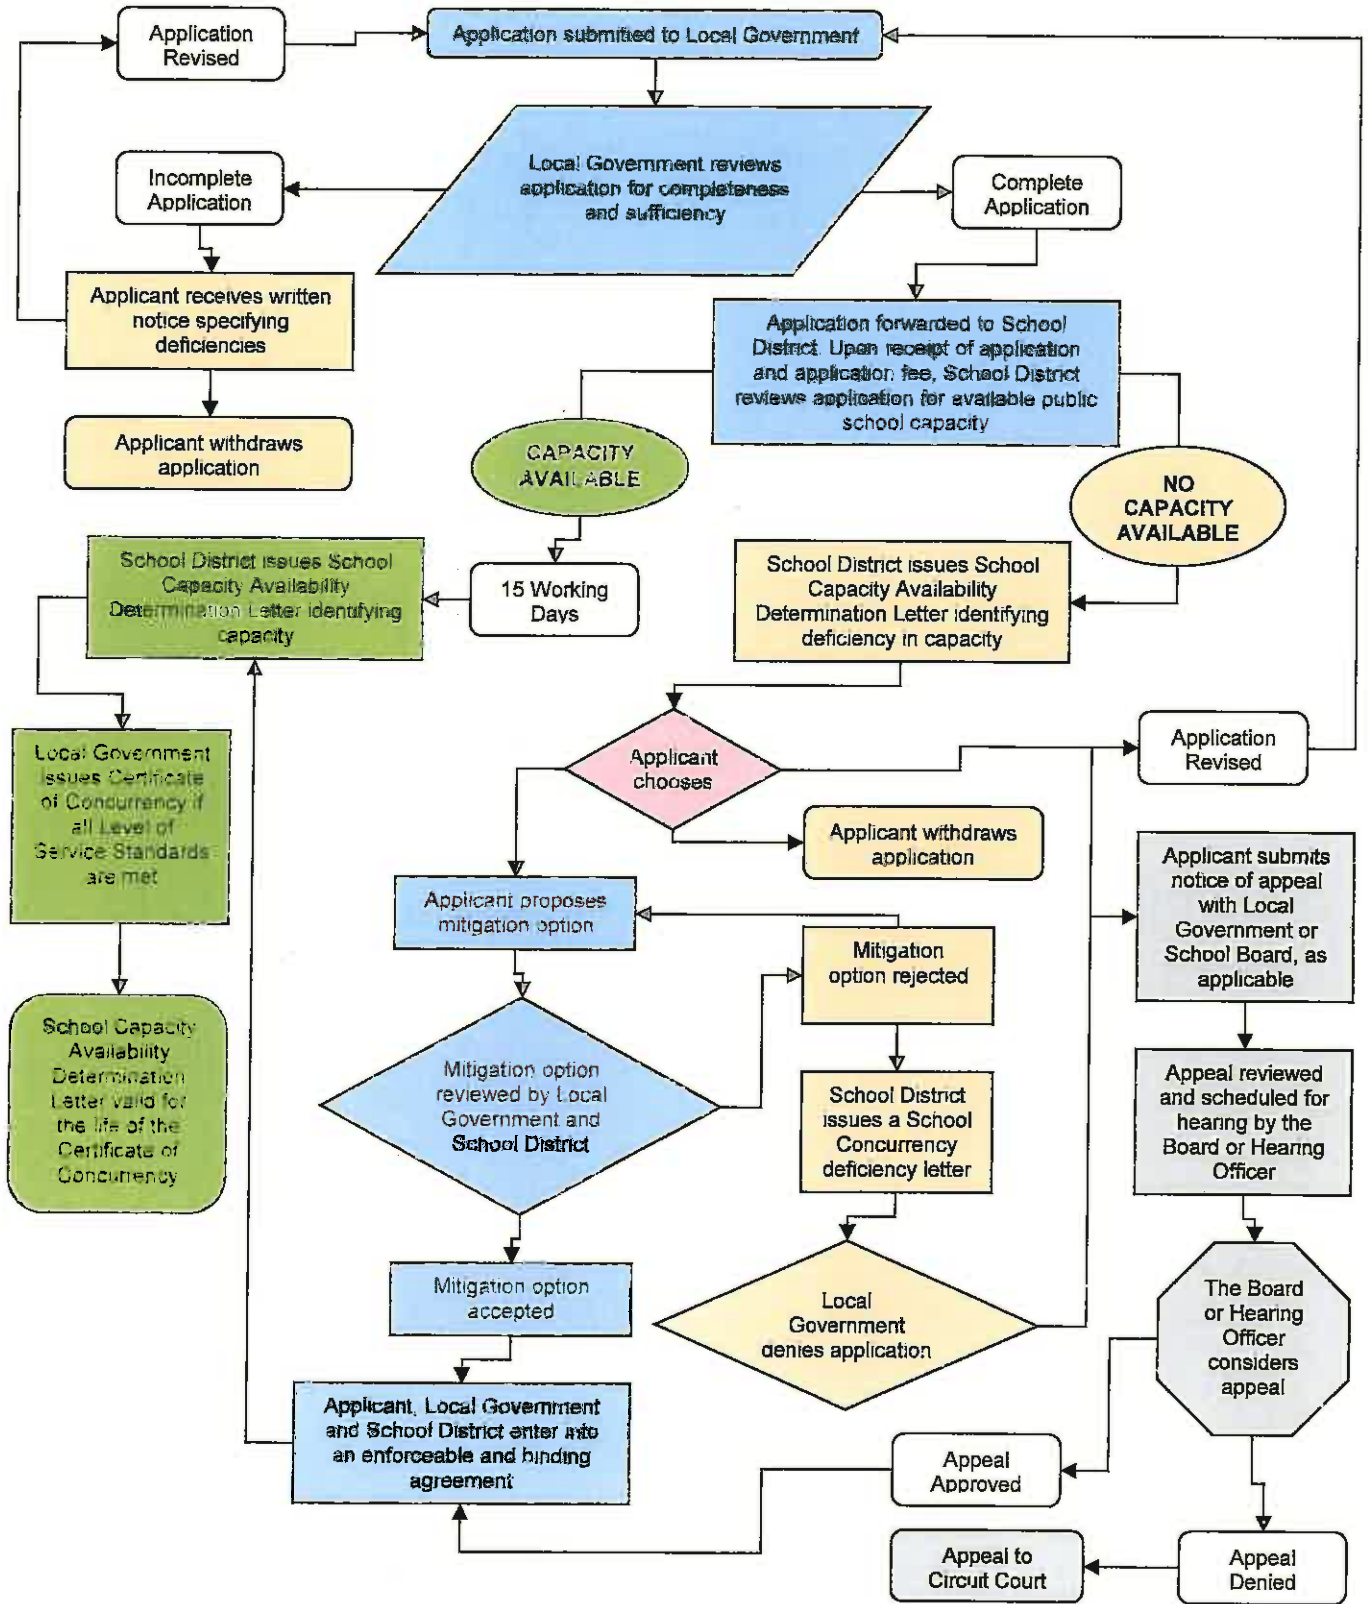 Application
Revised
Application submitted to Local Government
Local Government reviews
application for completeness
and sufficiency
Incomplete
Application
Complete
Application
Applicant receives written
notice specifying
deficiencies
Applicant withdraws
application
Application forwarded to School
District. Upon receipt of application
and application fee, School District
reviews application for available public
school capacity
CAPACITY
AVAILABLE
NO
CAPACITY
AVAILABLE
15 Working
Days
School District issues School
Capacity Availability
Determination Letter identifying
capacity
School District issues School
Capacity Availability
Determination Letter identifying
deficiency in capacity
Local Government
issues Certificate
of Concurrency if
all Level of
Service Standards
are met
School Capacity
Availability
Determination
Letter valid for
the life of the
Certificate of
Concurrency
Applicant
chooses
Application
Revised
Applicant withdraws
application
Applicant proposes
mitigation option
Mitigation
option rejected
Applicant submits
notice of appeal
with Local
Government or
School Board, as
applicable
Mitigation option
reviewed by Local
Government and
School District
School District
issues a School
Concurrency
deficiency letter
Appeal reviewed
and scheduled for
hearing by the
Board or Hearing
Officer
Mitigation option
accepted
Local
Government
denies application
The Board
or Hearing
Officer
considers
appeal
Applicant, Local Government
and School District enter into
an enforceable and binding
agreement
Appeal
Approved
Appeal to
Circuit Court
Appeal
Denied